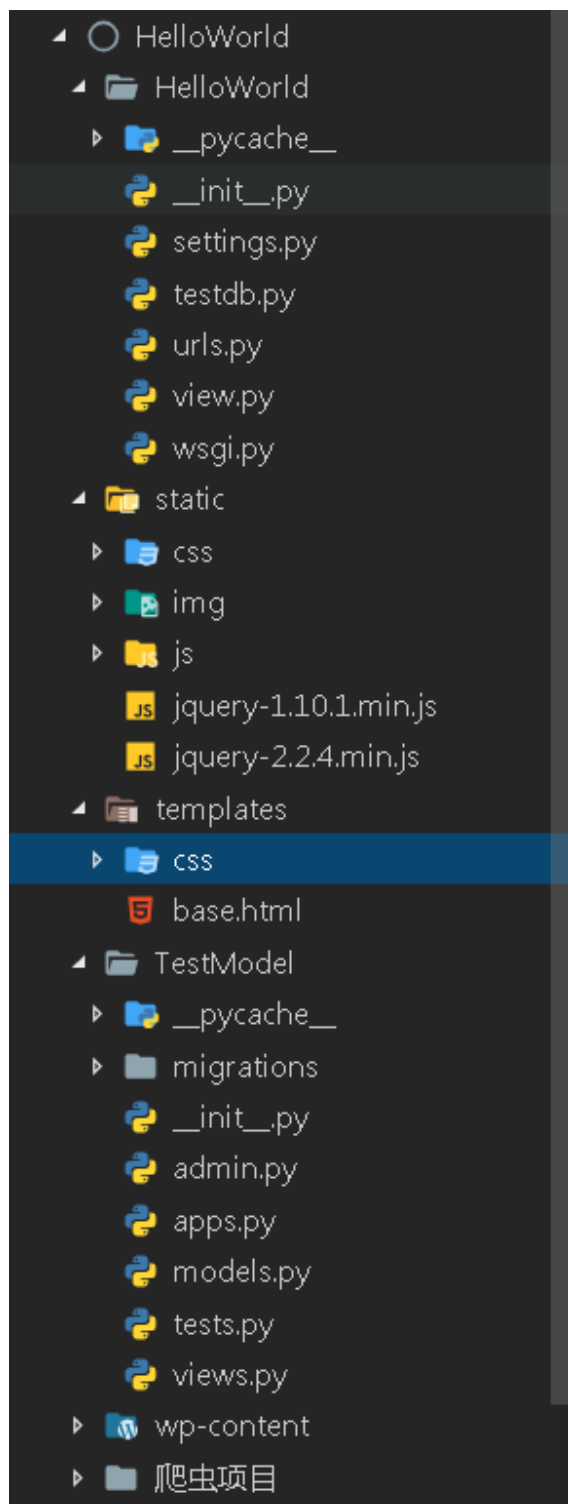 HelloWorld
HelloWorld
__pycache__
__init__.py
settings.py
testdb.py
urls.py
view.py
wsgi.py
static
css
img
js
jquery-1.10.1.min.js
jquery-2.2.4.min.js
templates
css
base.html
TestModel
__pycache__
migrations
__init__.py
admin.py
apps.py
models.py
tests.py
views.py
wp-content
爬虫项目